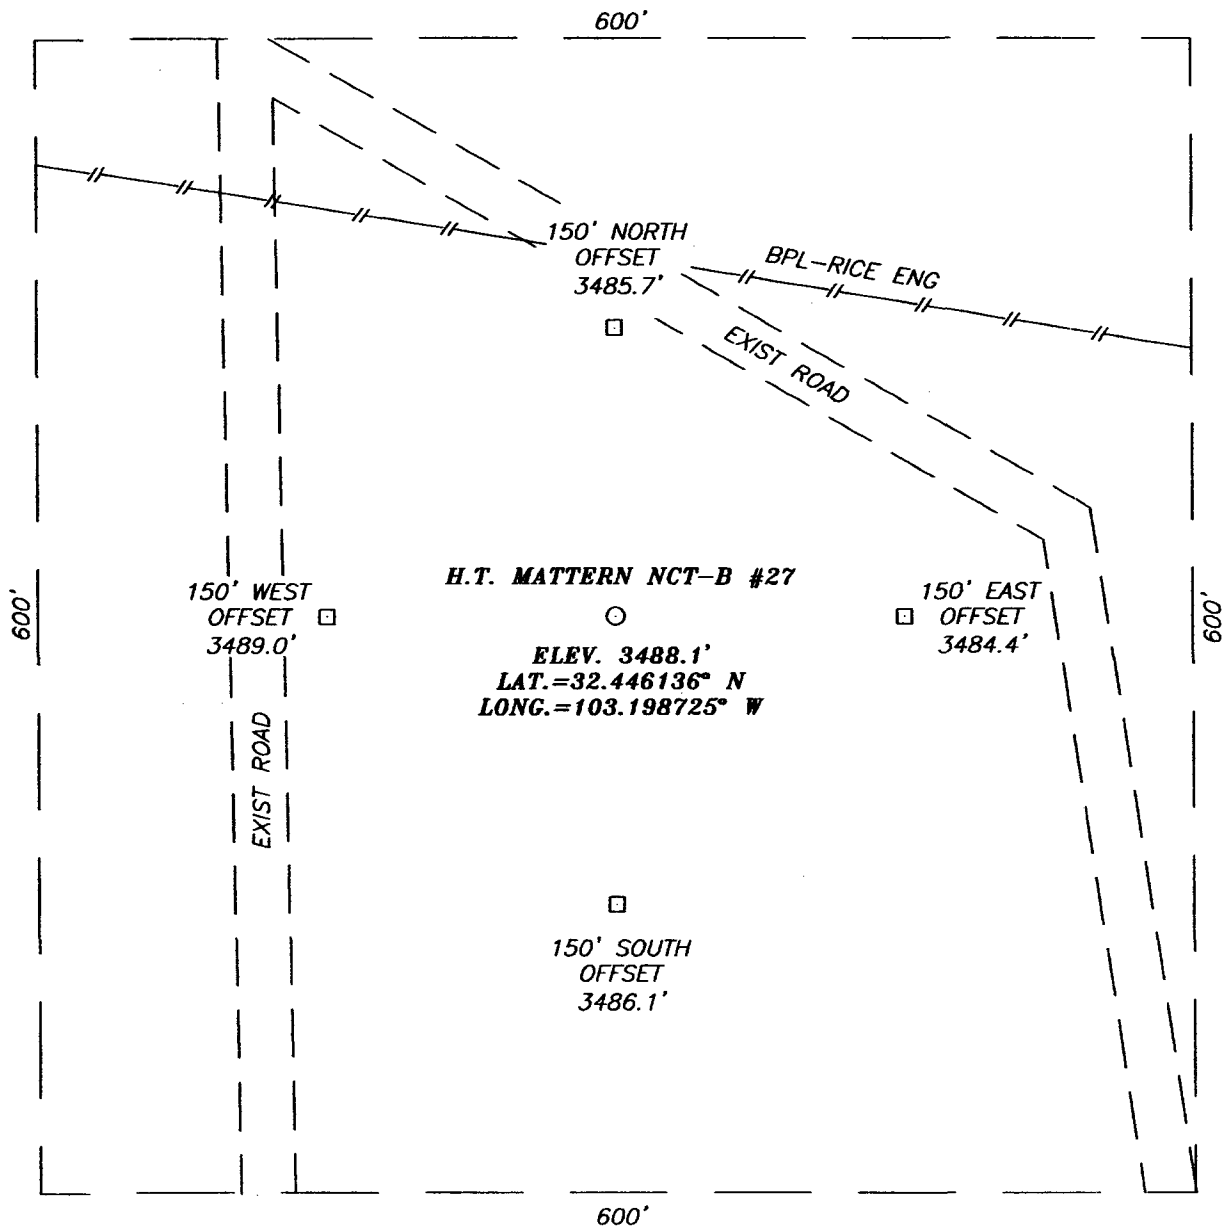 600'
150' NORTH
OFFSET
3485.7'
BPL-RICE ENG
EXIST ROAD
H.T. MATTERN NCT-B #27
150' WEST
OFFSET
3489.0'
150' EAST
OFFSET
3484.4'
600'
600'
ELEV. 3488.1'
LAT.=32.446136° N
LONG.=103.198725° W
EXIST ROAD
150' SOUTH
OFFSET
3486.1'
600'